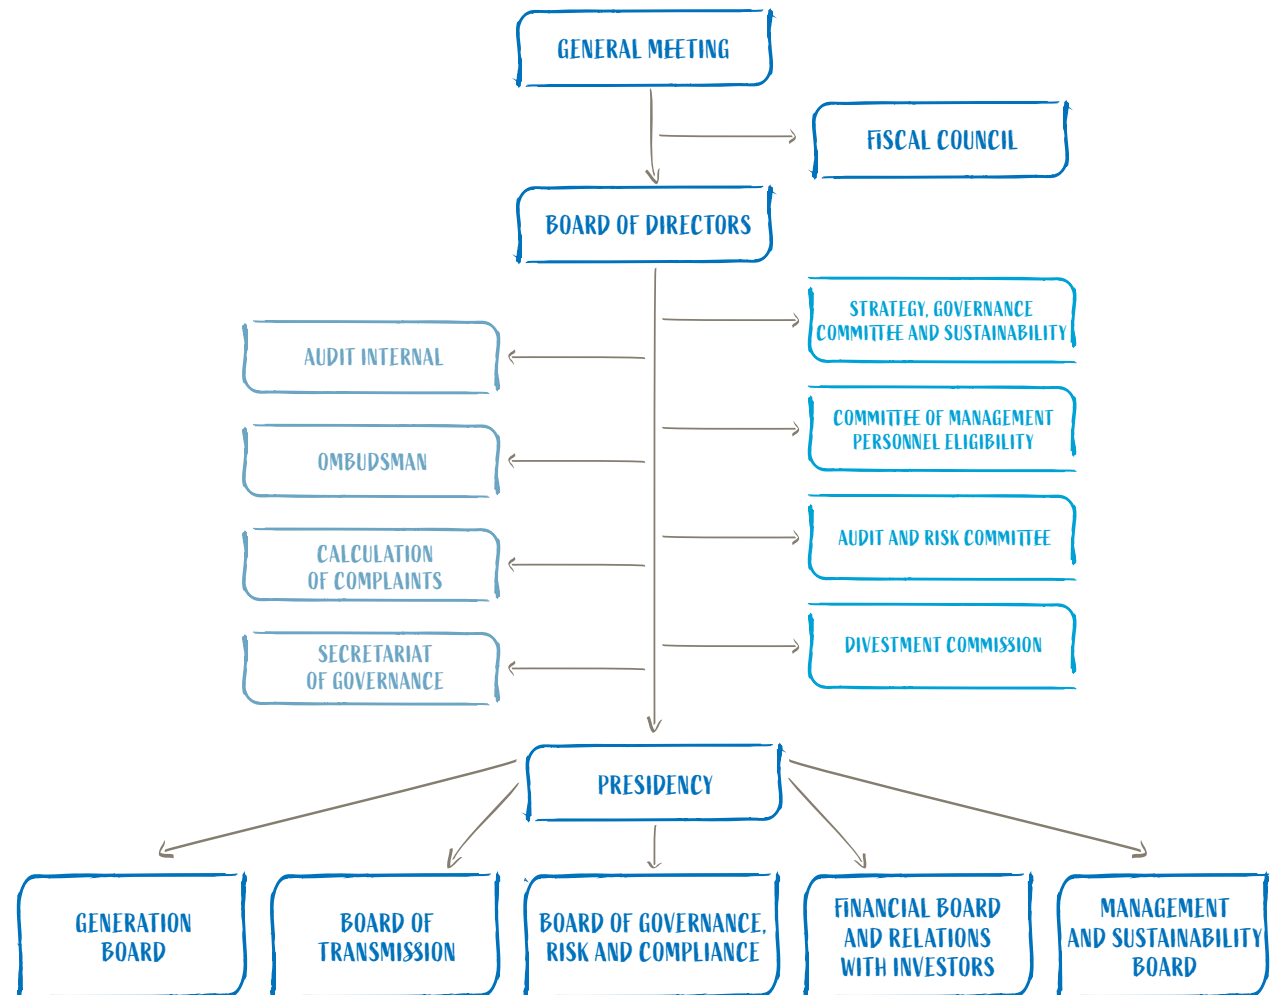 GENERAL MEETING
FISCAL COUNCIL
BOARD OF DIRECTORS
STRATEGY, GOVERNANCE
COMMITTEE AND SUSTAINABILITY
AUDIT INTERNAL
COMMITTEE OF MANAGEMENT
PERSONNEL ELIGIBILITY
OMBUDSMAN
AUDIT AND RISK COMMITTEE
CALCULATION
OF COMPLAINTS
DIVESTMENT COMMISSION
SECRETARIAT
OF GOVERNANCE
PRESIDENCY
GENERATION
BOARD
BOARD OF
TRANSMISSION
BOARD OF GOVERNANCE,
RISK AND COMPLIANCE
FINANCIAL BOARD
AND RELATIONS
WITH INVESTORS
MANAGEMENT
AND SUSTAINABILITY
BOARD